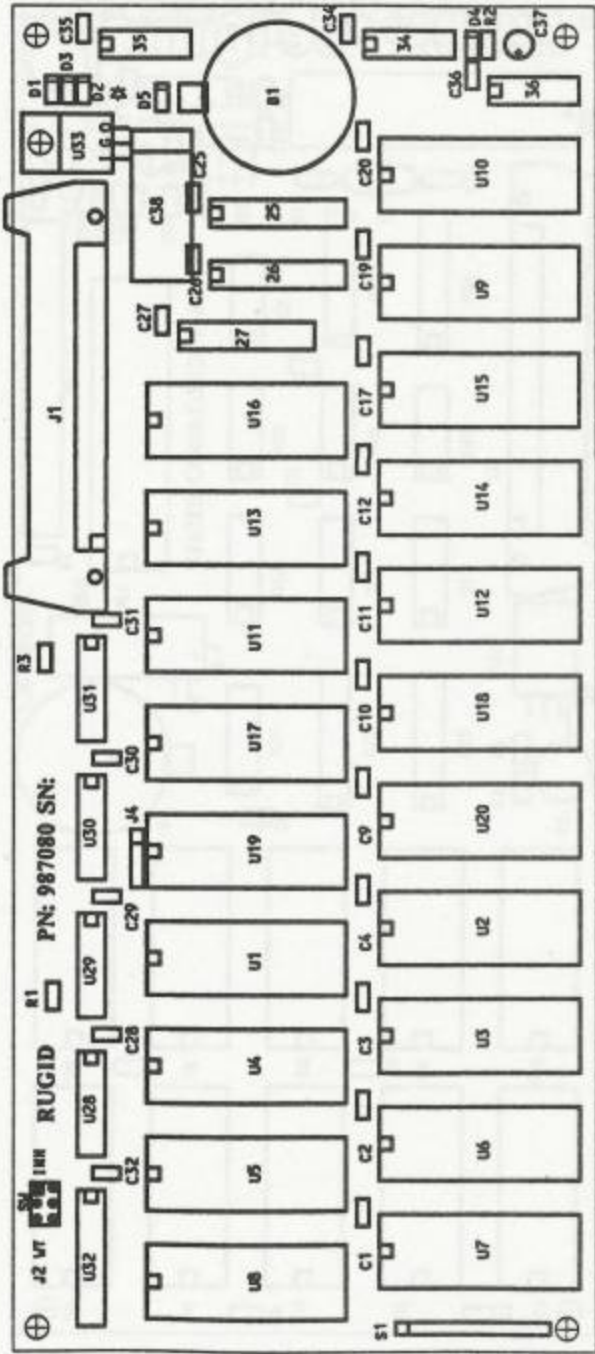 C35
35
C34
34
D4
R2
C37
C36
36
D1
D3
D2
D5
B1
U33
I G O
C25
C38
C26
25
26
C27
27
C20
U10
C19
U9
C17
U15
C12
U14
C11
U12
C10
U18
C9
U20
C4
U2
C3
U3
C2
U6
C1
U7
U16
U13
U11
U17
J4
U19
U1
U4
U5
U8
J1
C31
R3
U31
C30
U30
C29
U29
R1
C28
U28
C32
U32
RUGID PN: 987080 SN:
J2 WT
INH
S1